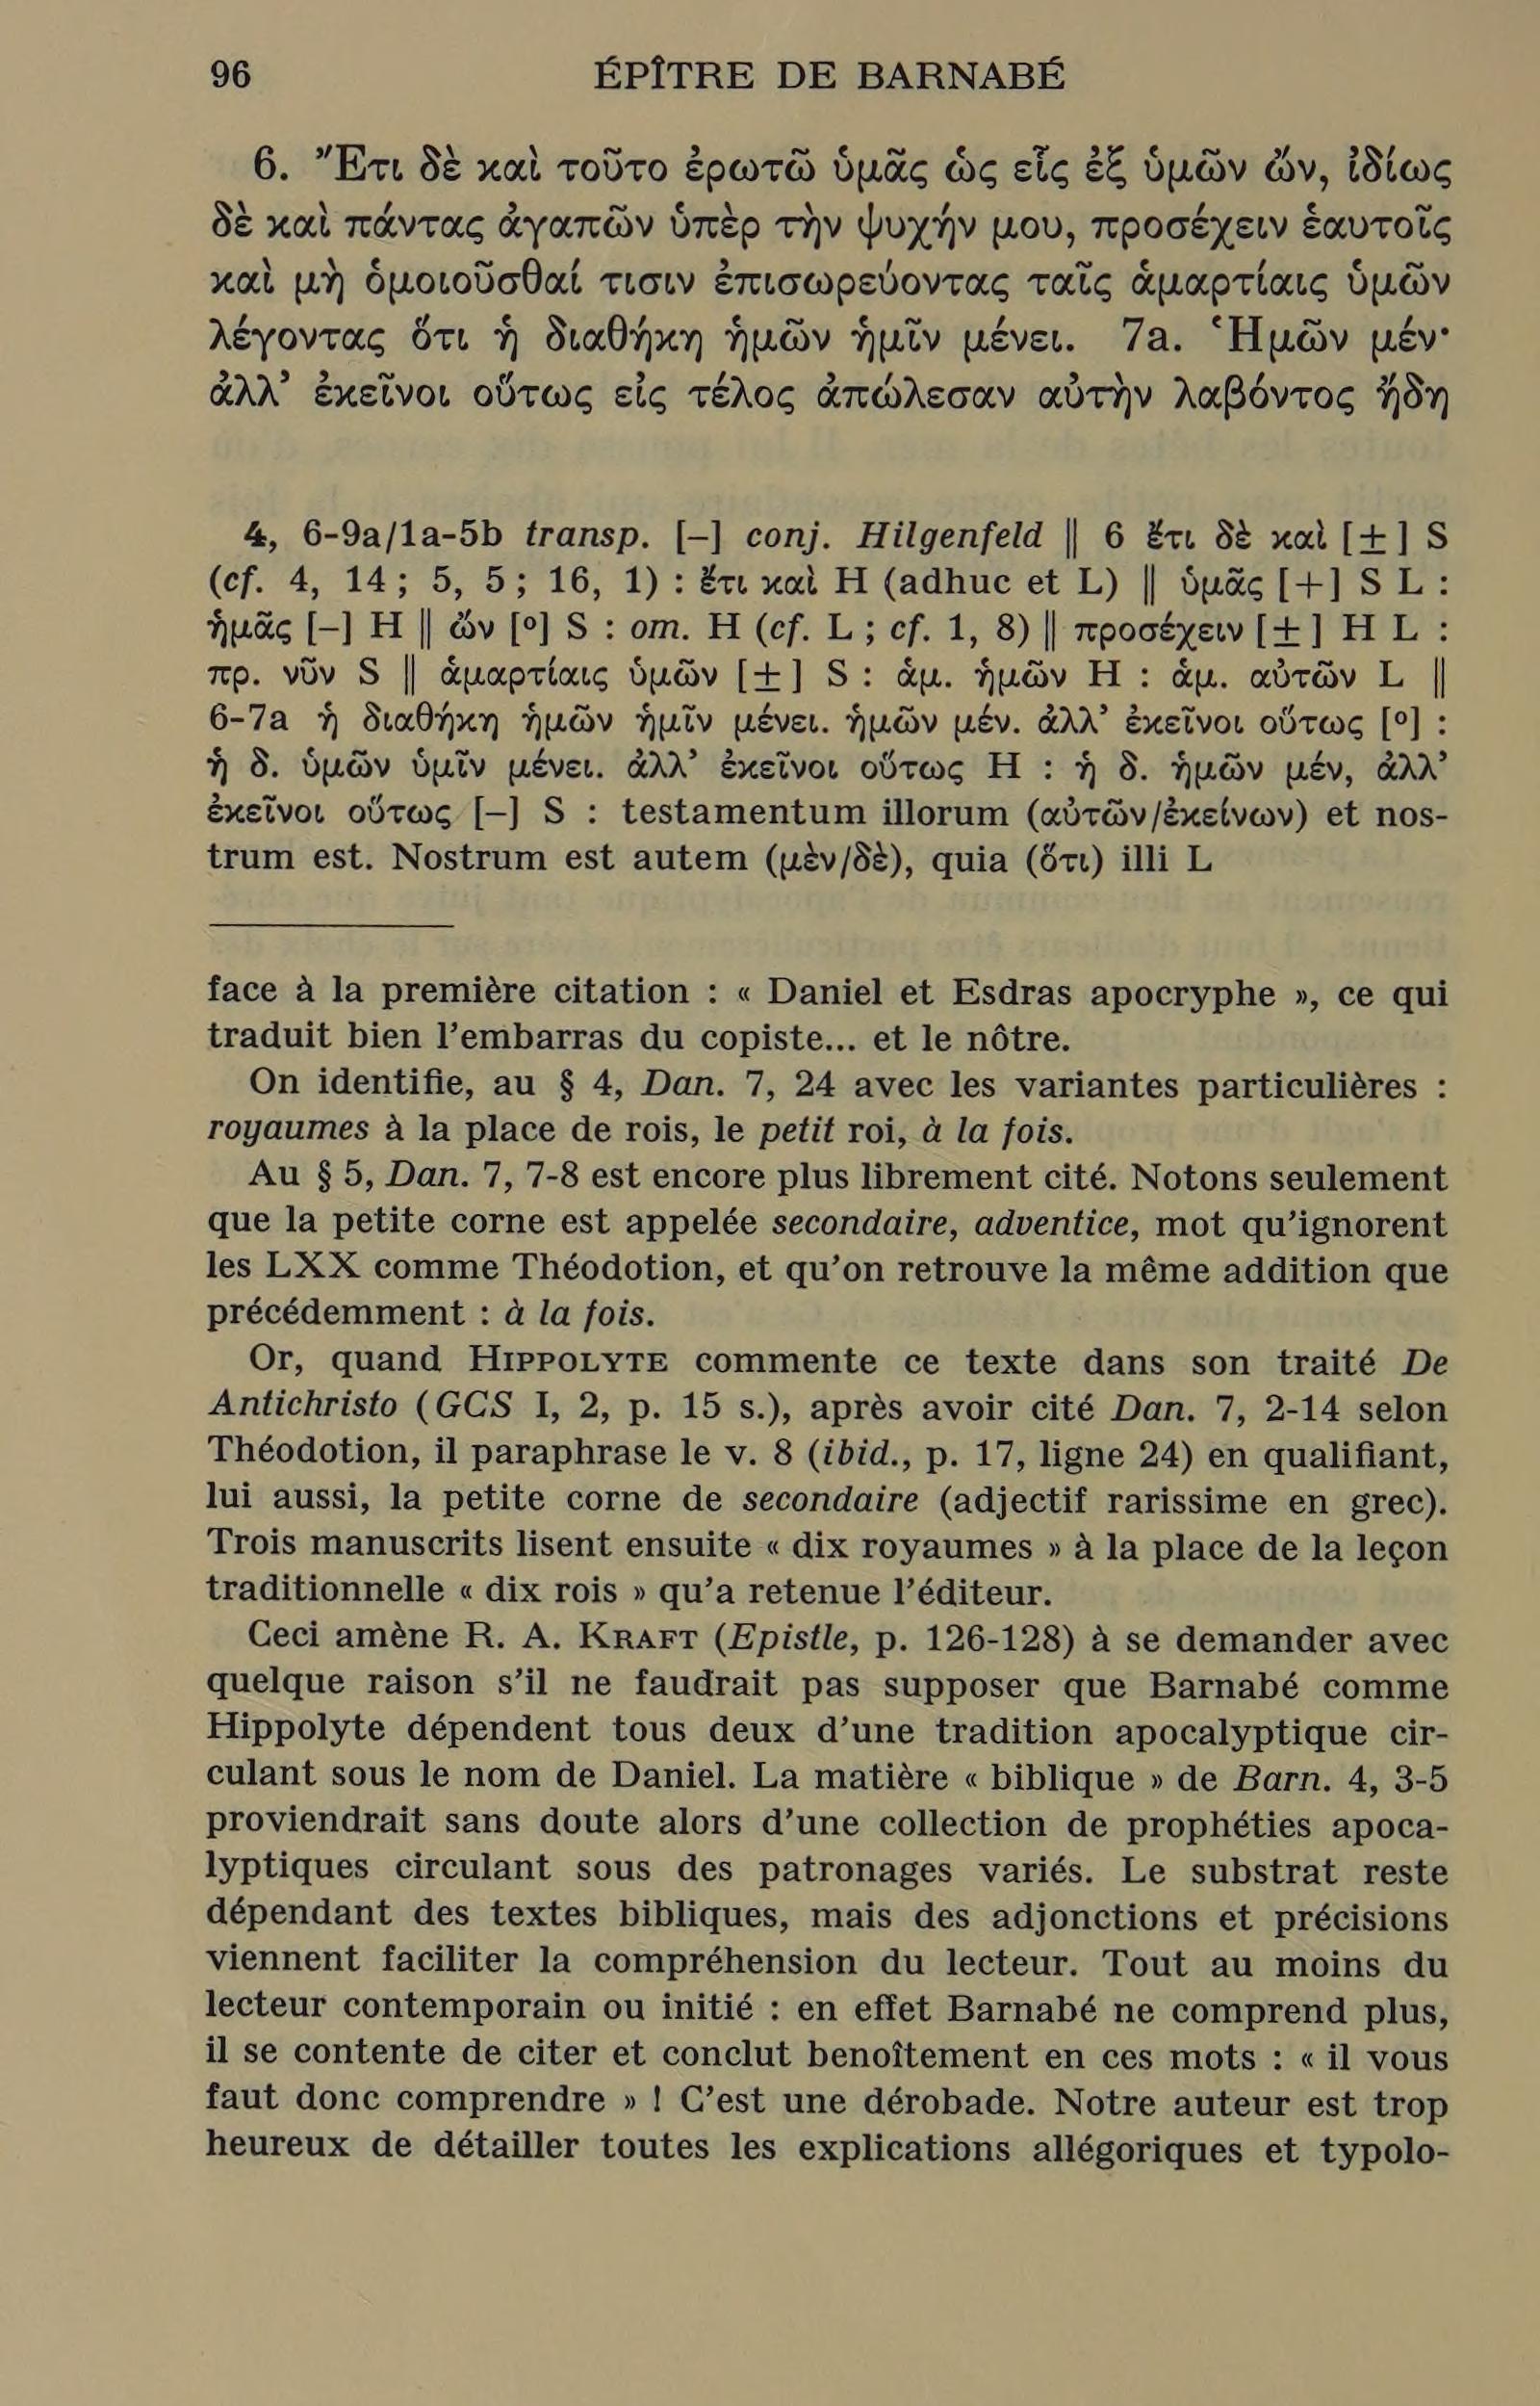 96 ÉPÎTRE DE BARNABÉ
6. Ἔτι δὲ καὶ τοῦτο ἐρωτῶ ὑμᾶς ὡς εἷς ἐξ ὑμῶν ὤν, ἰδίως
δὲ καὶ πάντας ἀγαπῶν ὑπὲρ τὴν ψυχήν μου, προσέχειν ἑαυτοῖς
καὶ μὴ ὁμοιοῦσθαί τισιν ἐπισωρεύοντας ταῖς ἁμαρτίαις ὑμῶν
λέγοντας ὅτι ἡ διαθήκη ἡμῶν ἡμῖν μένει. 7a. Ἡμῶν μέν·
ἀλλ’ ἐκεῖνοι οὕτως εἰς τέλος ἀπώλεσαν αὐτὴν λαβόντος ἤδη
4, 6-9a/1a-5b transp. [–] conj. Hilgenfeld || 6 ἔτι δὲ καὶ [±] S
(cf. 4, 14 ; 5, 5 ; 16, 1) : ἔτι καὶ H (adhuc et L) || ὑμᾶς [+] S L :
ἡμᾶς [–] H || ὤν [°] S : om. H (cf. L ; cf. 1, 8) || προσέχειν [±] H L :
πρ. νῦν S || ἁμαρτίαις ὑμῶν [±] S : ἁμ. ἡμῶν H : ἁμ. αὐτῶν L ||
6-7a ἡ διαθήκη ἡμῶν ἡμῖν μένει. ἡμῶν μέν. ἀλλ’ ἐκεῖνοι οὕτως [°] :
ἡ δ. ὑμῶν ὑμῖν μένει. ἀλλ’ ἐκεῖνοι οὕτως H : ἡ δ. ἡμῶν μέν, ἀλλ’
ἐκεῖνοι οὕτως [–] S : testamentum illorum (αὐτῶν/ἐκείνων) et nos-
trum est. Nostrum est autem (μὲν/δὲ), quia (ὅτι) illi L
face à la première citation : « Daniel et Esdras apocryphe », ce qui
traduit bien l’embarras du copiste... et le nôtre.
On identifie, au § 4, Dan. 7, 24 avec les variantes particulières :
royaumes à la place de rois, le petit roi, à la fois.
Au § 5, Dan. 7, 7-8 est encore plus librement cité. Notons seulement
que la petite corne est appelée secondaire, adventice, mot qu’ignorent
les LXX comme Théodotion, et qu’on retrouve la même addition que
précédemment : à la fois.
Or, quand HIPPOLYTE commente ce texte dans son traité De
Antichristo (GCS I, 2, p. 15 s.), après avoir cité Dan. 7, 2-14 selon
Théodotion, il paraphrase le v. 8 (ibid., p. 17, ligne 24) en qualifiant,
lui aussi, la petite corne de secondaire (adjectif rarissime en grec).
Trois manuscrits lisent ensuite « dix royaumes » à la place de la leçon
traditionnelle « dix rois » qu’a retenue l’éditeur.
Ceci amène R. A. KRAFT (Epistle, p. 126-128) à se demander avec
quelque raison s’il ne faudrait pas supposer que Barnabé comme
Hippolyte dépendent tous deux d’une tradition apocalyptique cir-
culant sous le nom de Daniel. La matière « biblique » de Barn. 4, 3-5
proviendrait sans doute alors d’une collection de prophéties apoca-
lyptiques circulant sous des patronages variés. Le substrat reste
dépendant des textes bibliques, mais des adjonctions et précisions
viennent faciliter la compréhension du lecteur. Tout au moins du
lecteur contemporain ou initié : en effet Barnabé ne comprend plus,
il se contente de citer et conclut benoîtement en ces mots : « il vous
faut donc comprendre » ! C’est une dérobade. Notre auteur est trop
heureux de détailler toutes les explications allégoriques et typolo-